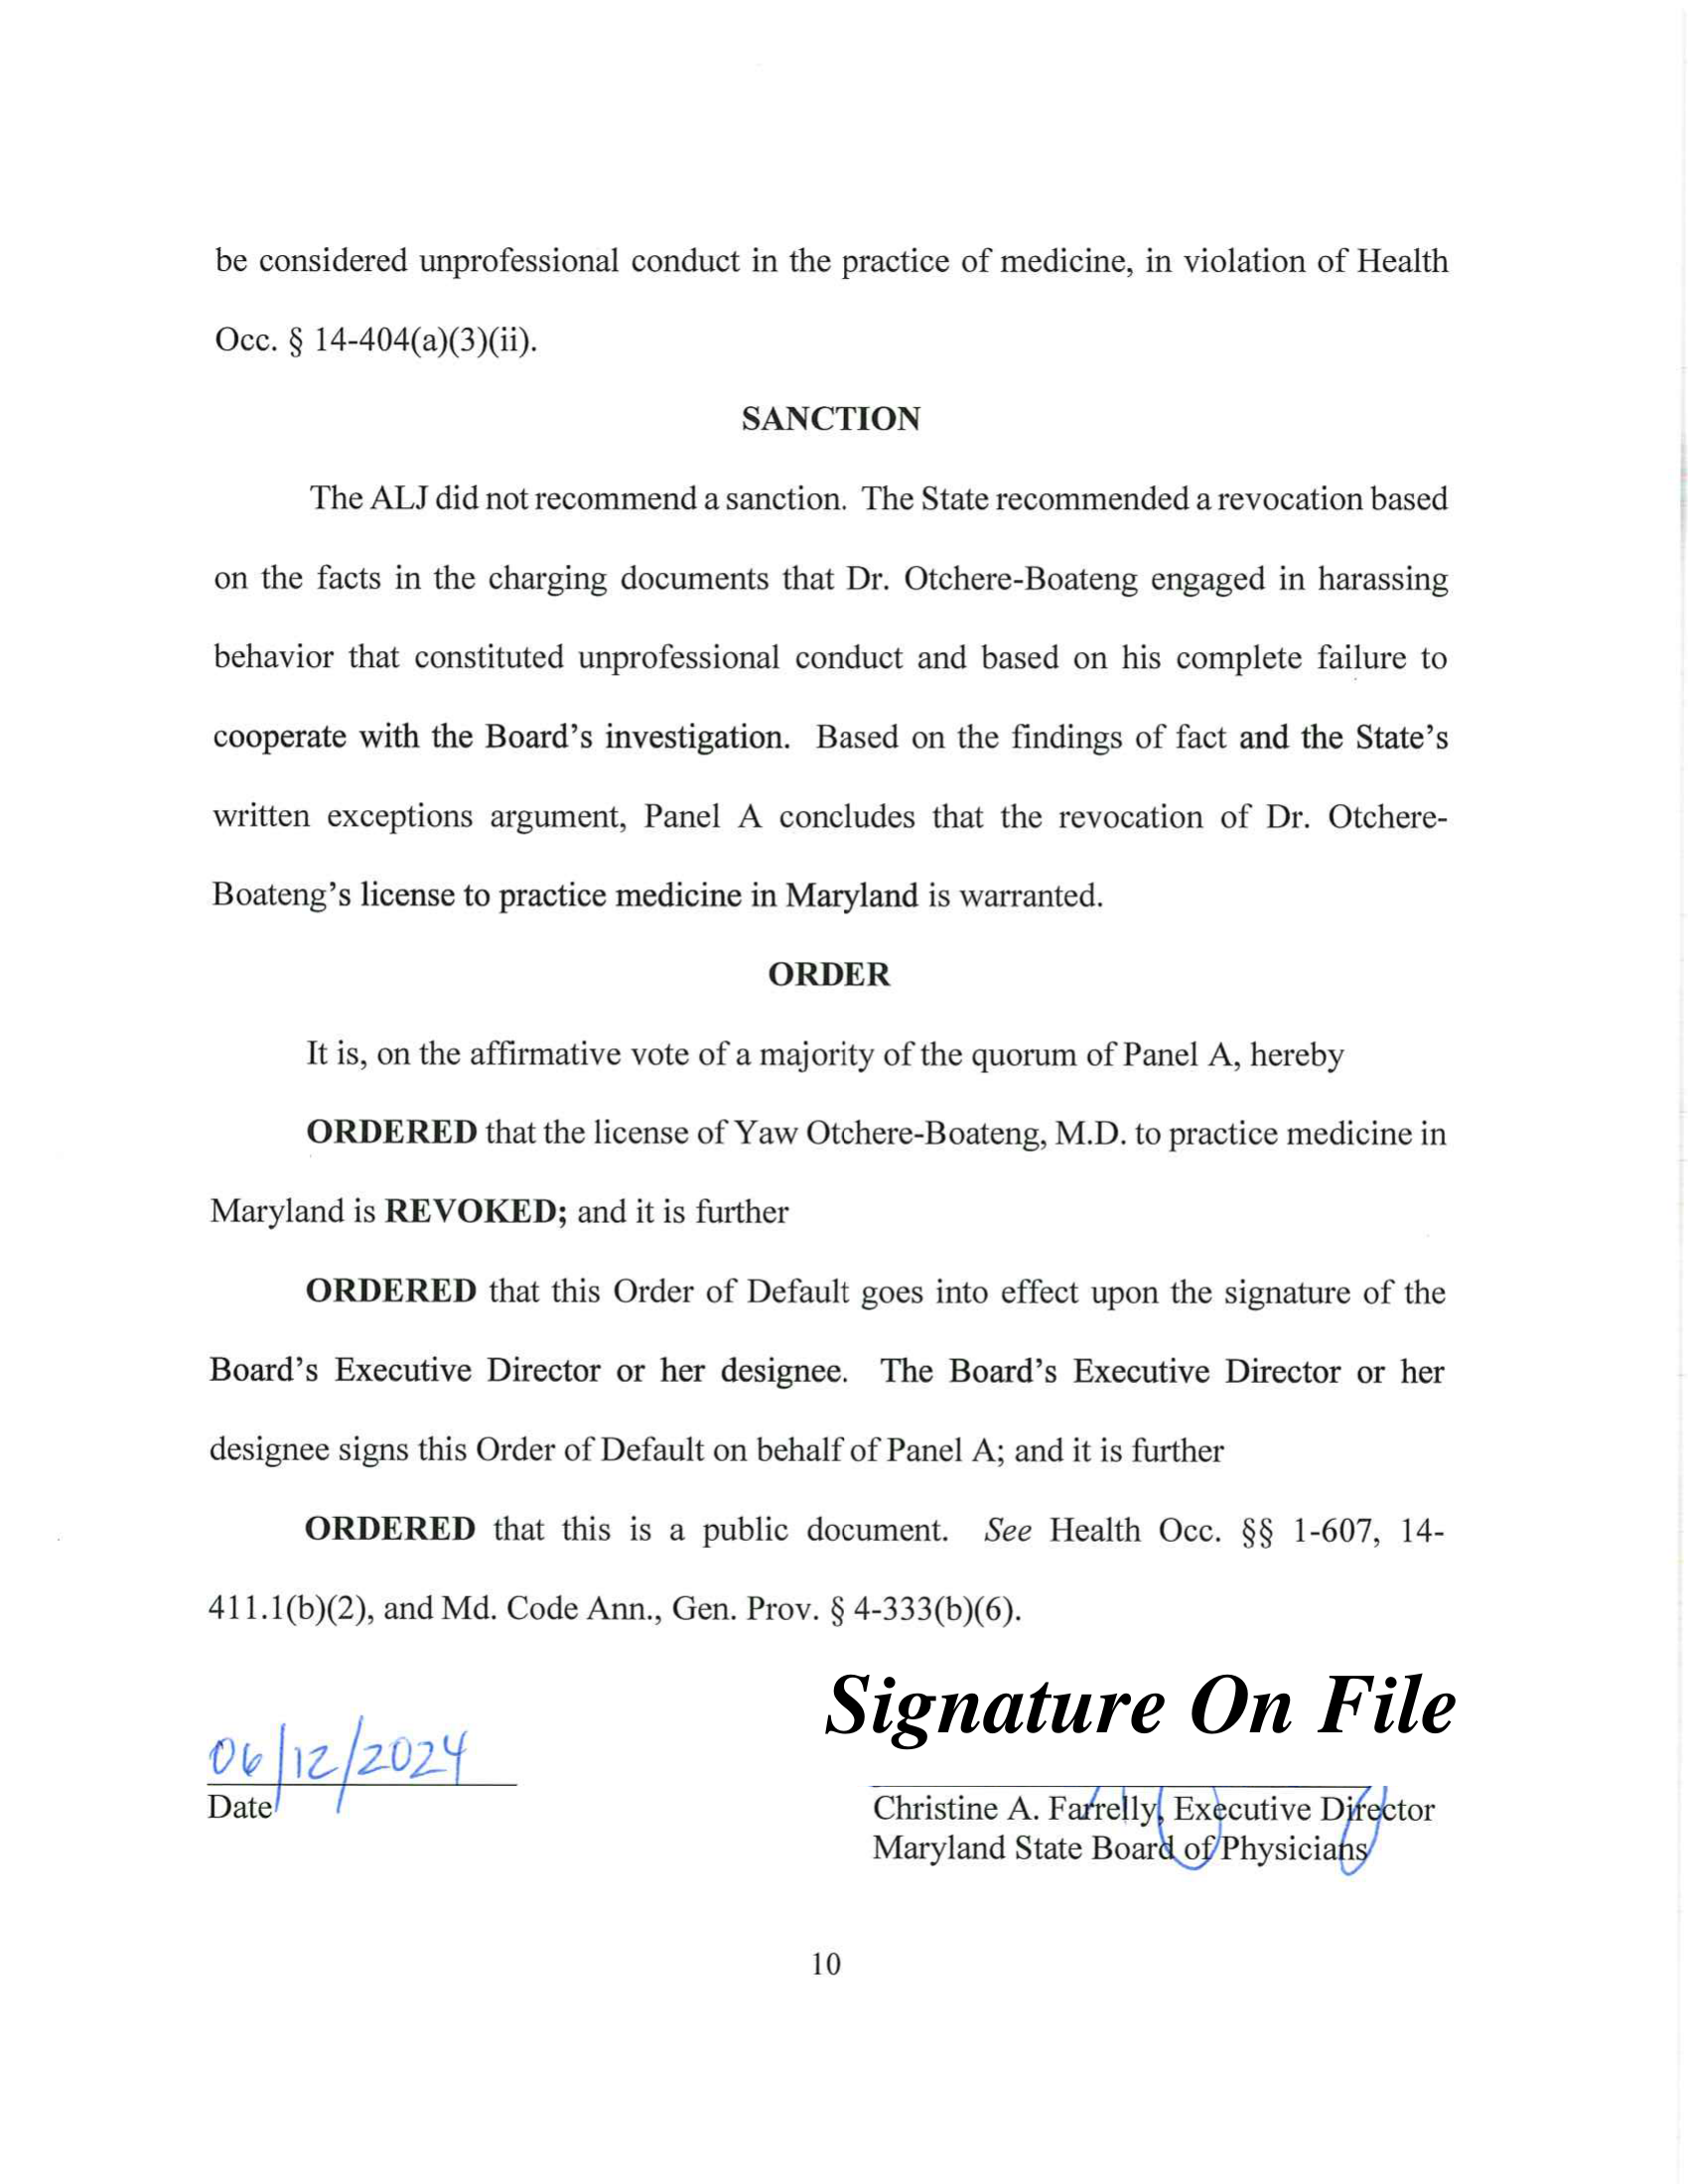 be considered unprofessional conduct in the practice of medicine, in violation of Health
Occ. § 14-404(a)(3)(ii).
SANCTION
The ALJ did not recommend a sanction. The State recommended a revocation based
on the facts in the charging documents that Dr. Otchere-Boateng engaged in harassing
behavior that constituted unprofessional conduct and based on his complete failure to
cooperate with the Board's investigation. Based on the findings of fact and the State's
written exceptions argument, Panel A concludes that the revocation of Dr. Otchere-
Boateng's license to practice medicine in Maryland is warranted.
ORDER
It is, on the affirmative vote of a majority of the quorum of Panel A, hereby
ORDERED that the license of Yaw Otchere-Boateng, M.D. to practice medicine in
Maryland is REVOKED; and it is further
ORDERED that this Order of Default goes into effect upon the signature of the
Board's Executive Director or her designee. The Board's Executive Director or her
designee signs this Order of Default on behalf of Panel A; and it is further
ORDERED that this is a public document. See Health Occ. §§ 1-607, 14-
411.1(b)(2), and Md. Code Ann., Gen. Prov. § 4-333(b)(6).
Signature On File
06/12/2024
Date
Christine A. Farrelly, Executive Director
Maryland State Board of Physicians
10